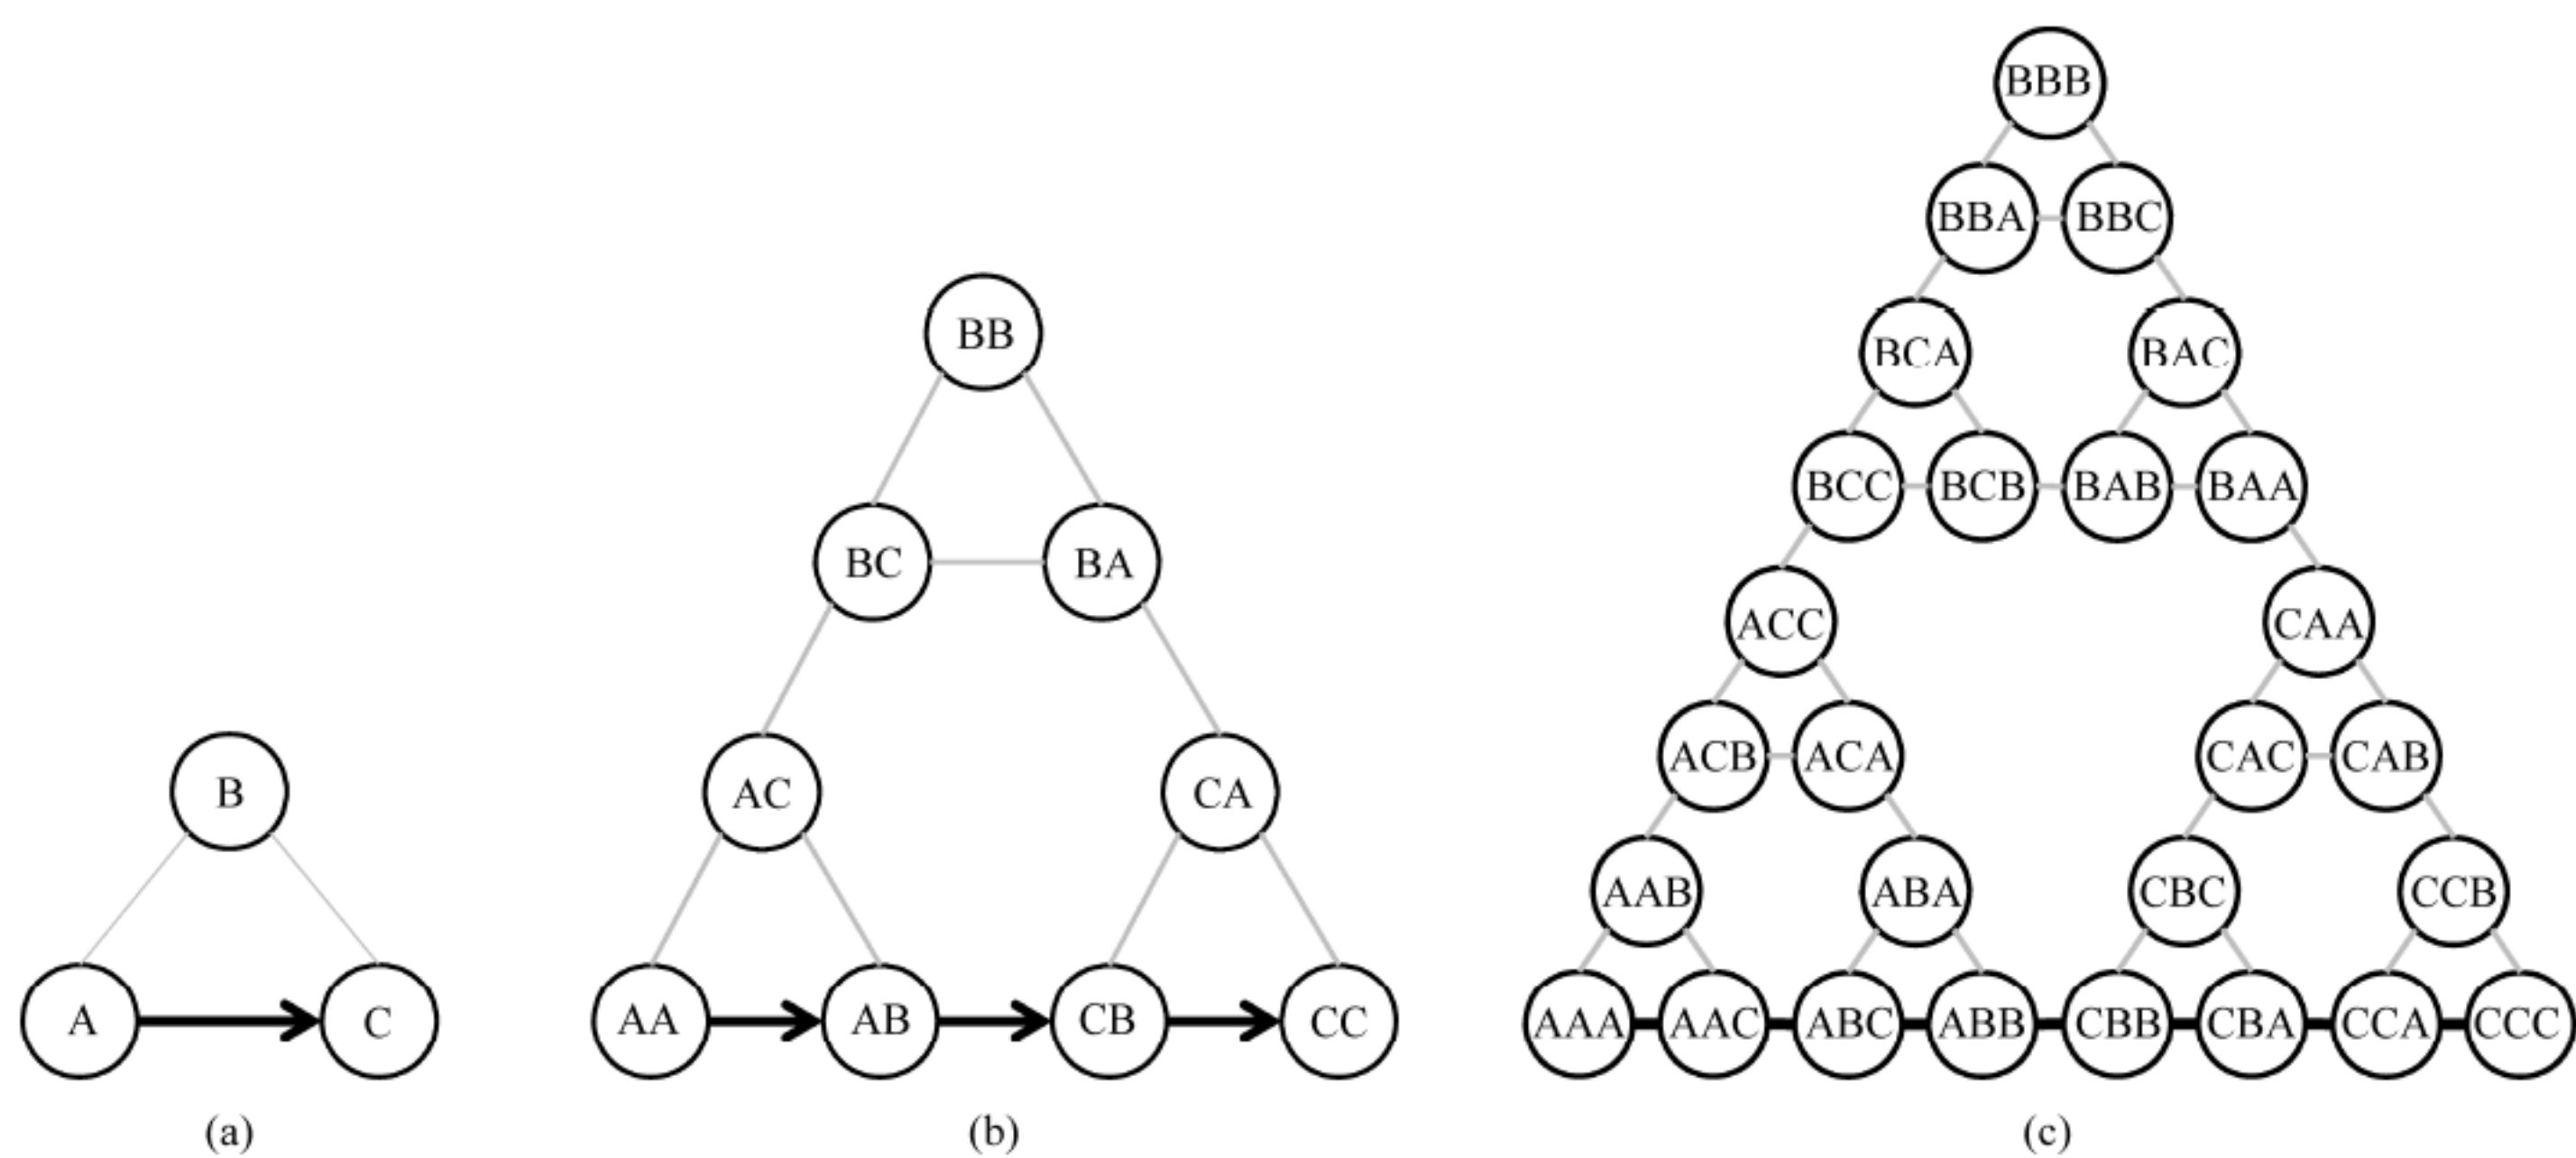 BBB
BBA BBC
BB
BCA BAC
BCC BCB BAB BAA
BC BA
ACC CAA
ACB ACA CAC CAB
B
AC CA
AAB ABA CBC CCB
A C
AA AB CB CC
AAA AAC ABC ABB CBB CBA CCA CCC
(a) (b) (c)